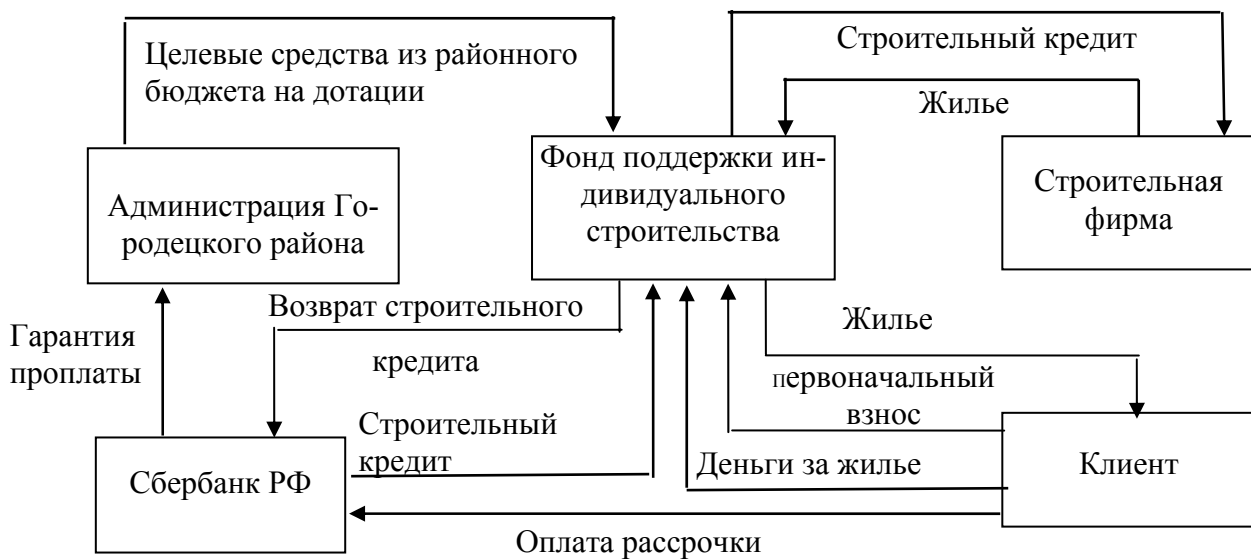 Целевые средства из районного
бюджета на дотации
Строительный кредит
Жилье
Фонд поддержки ин-
дивидуального
строительства
Администрация Го-
родецкого района
Строительная
фирма
Возврат строительного
кредита
Гарантия
проплаты
Жилье
первоначальный
взнос
Строительный
кредит
Деньги за жилье
Клиент
Сбербанк РФ
Оплата рассрочки